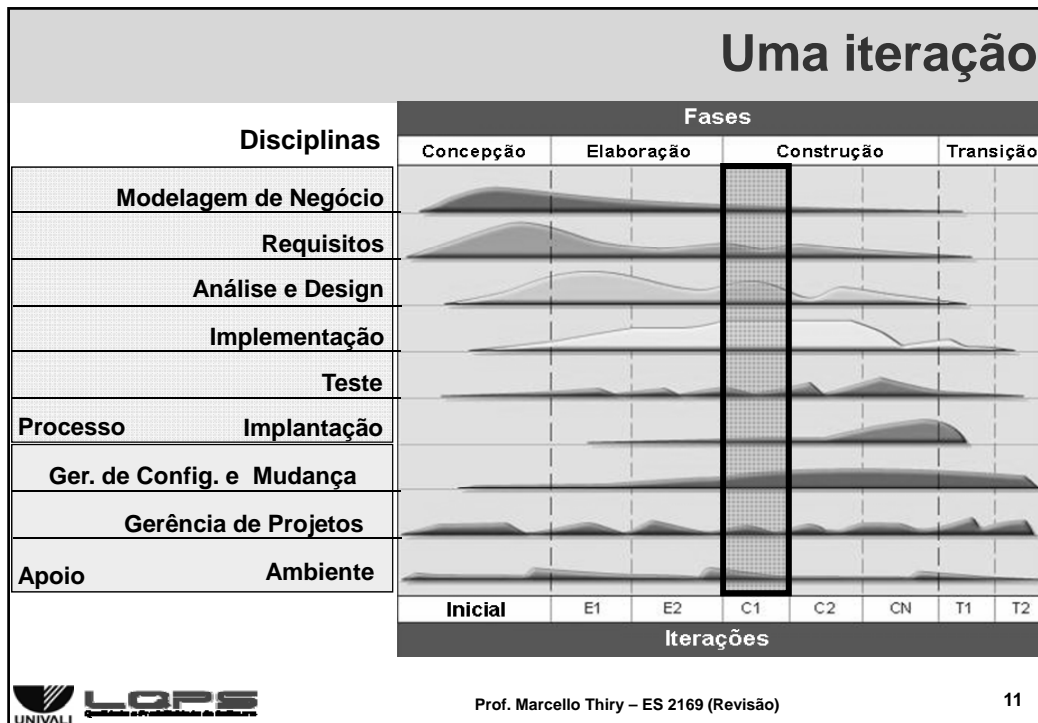 Uma iteração
Disciplinas
Fases
Concepção Elaboração Construção Transição
Modelagem de Negócio
Requisitos
Análise e Design
Implementação
Teste
Processo Implantação
Ger. de Config. e Mudança
Gerência de Projetos
Apoio Ambiente
Inicial E1 E2 C1 C2 CN T1 T2
Iterações
UNIVALI
LQPS
Prof. Marcello Thiry – ES 2169 (Revisão)
11